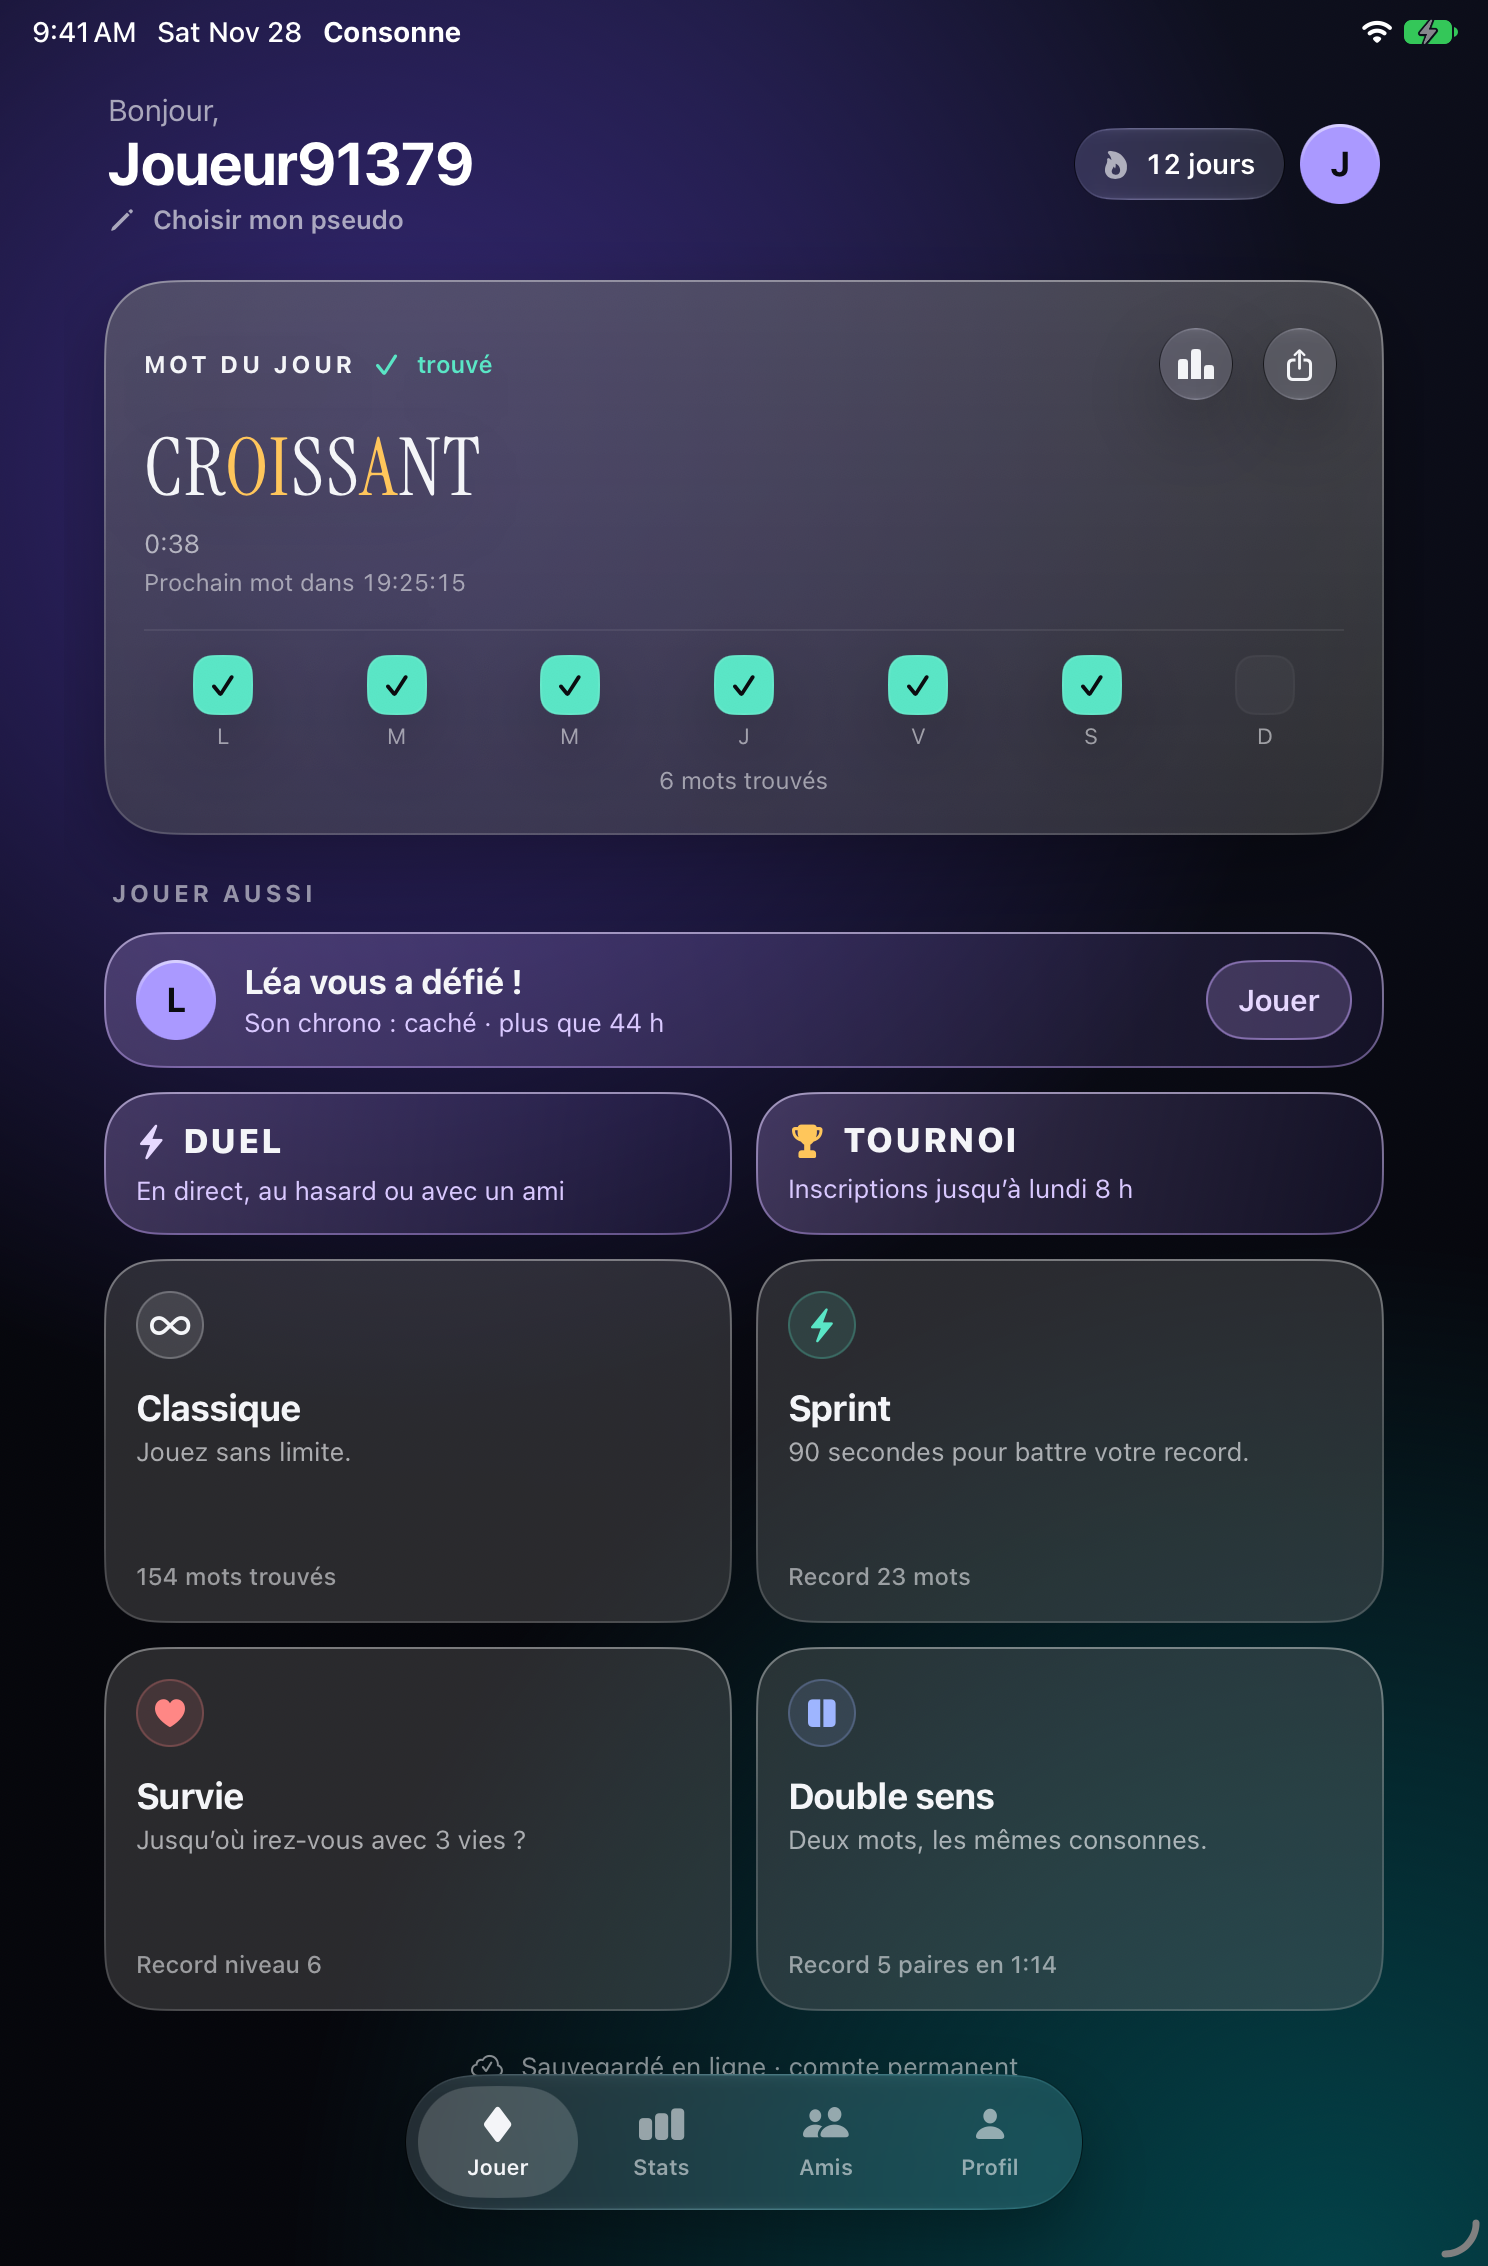 9:41 AM Sat Nov 28 Consonne
Bonjour,
Joueur91379
Choisir mon pseudo
12 jours
J
MOT DU JOUR trouvé
CROISSANT
0:38
Prochain mot dans 19:25:15
L M M J V S D
6 mots trouvés
JOUER AUSSI
L
Léa vous a défié !
Son chrono : caché · plus que 44 h
Jouer
DUEL
En direct, au hasard ou avec un ami
TOURNOI
Inscriptions jusqu’à lundi 8 h
Classique
Jouez sans limite.
154 mots trouvés
Sprint
90 secondes pour battre votre record.
Record 23 mots
Survie
Jusqu’où irez-vous avec 3 vies ?
Record niveau 6
Double sens
Deux mots, les mêmes consonnes.
Record 5 paires en 1:14
Sauvegardé en ligne · compte permanent
Jouer Stats Amis Profil